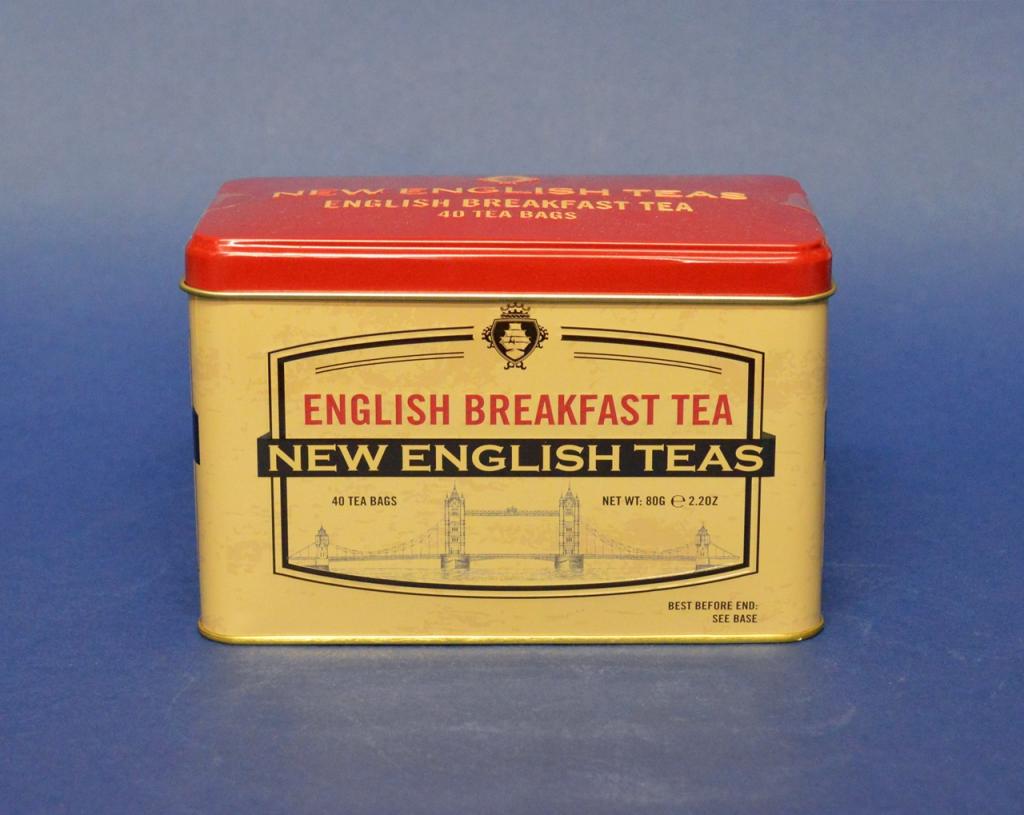 NEW ENGLISH TEAS
ENGLISH BREAKFAST TEA
40 TEA BAGS
ENGLISH BREAKFAST TEA
NEW ENGLISH TEAS
40 TEA BAGS
NET WT: 80G ℮ 2.2OZ
BEST BEFORE END:
SEE BASE